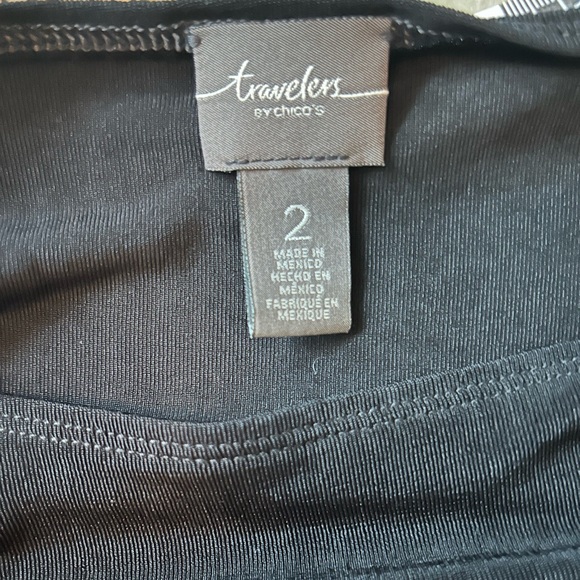 travelers
BY CHICO'S
2
MADE IN
MEXICO
HECHO EN
MÉXICO
FABRIQUÉ EN
MEXIQUE